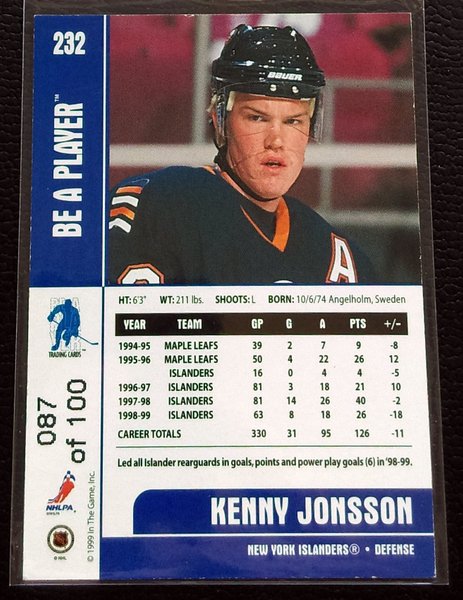 232
BE A PLAYER™
BAUER
A
HT: 6'3" WT: 211 lbs. SHOOTS: L BORN: 10/6/74 Angelholm, Sweden
YEAR TEAM GP G A PTS +/-
1994-95 MAPLE LEAFS 39 2 7 9 -8
1995-96 MAPLE LEAFS 50 4 22 26 12
ISLANDERS 16 0 4 4 -5
1996-97 ISLANDERS 81 3 18 21 10
1997-98 ISLANDERS 81 14 26 40 -2
1998-99 ISLANDERS 63 8 18 26 -18
CAREER TOTALS 330 31 95 126 -11
Led all Islander rearguards in goals, points and power play goals (6) in '98-99.
KENNY JONSSON
NEW YORK ISLANDERS® • DEFENSE
TRADING CARDS
087
of 100
NHLPA
© NHL
© 1999 In The Game, Inc.